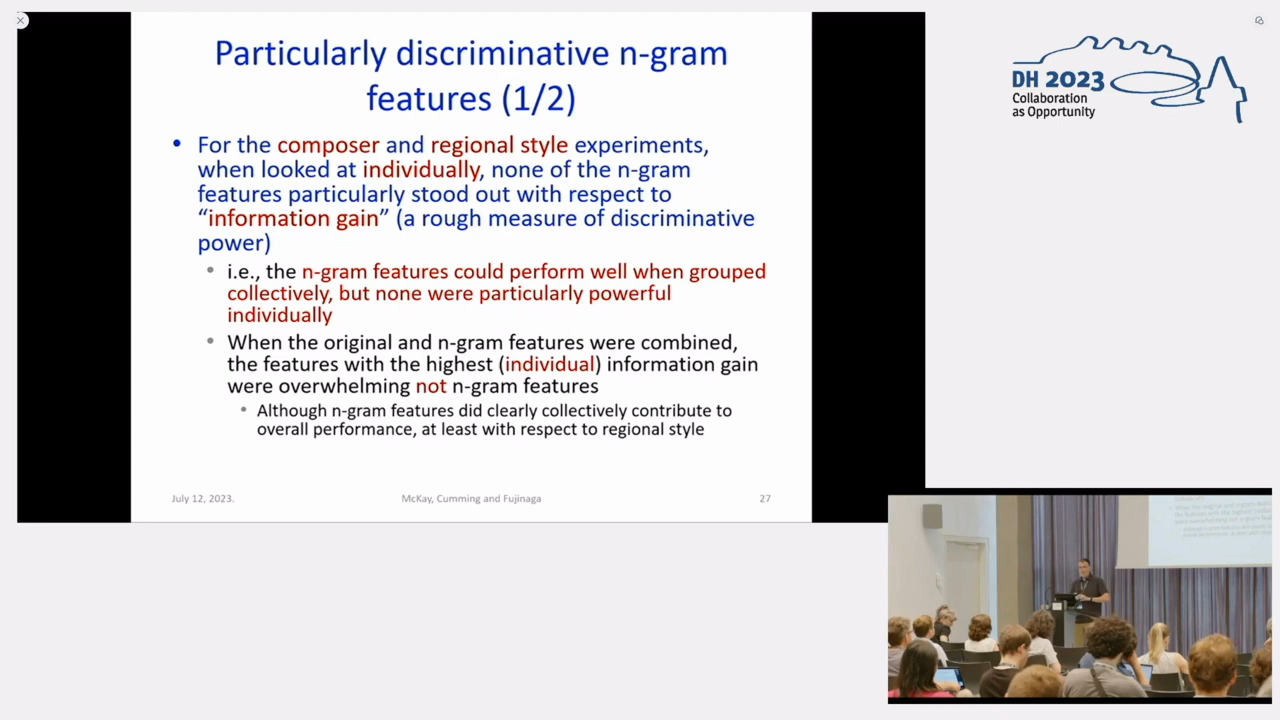 Particularly discriminative n-gram
features (1/2)
• For the composer and regional style experiments,
when looked at individually, none of the n-gram
features particularly stood out with respect to
“information gain” (a rough measure of discriminative
power)
• i.e., the n-gram features could perform well when grouped
collectively, but none were particularly powerful
individually
• When the original and n-gram features were combined,
the features with the highest (individual) information gain
were overwhelming not n-gram features
• Although n-gram features did clearly collectively contribute to
overall performance, at least with respect to regional style
July 12, 2023.
McKay, Cumming and Fujinaga
27
DH 2023
Collaboration
as Opportunity